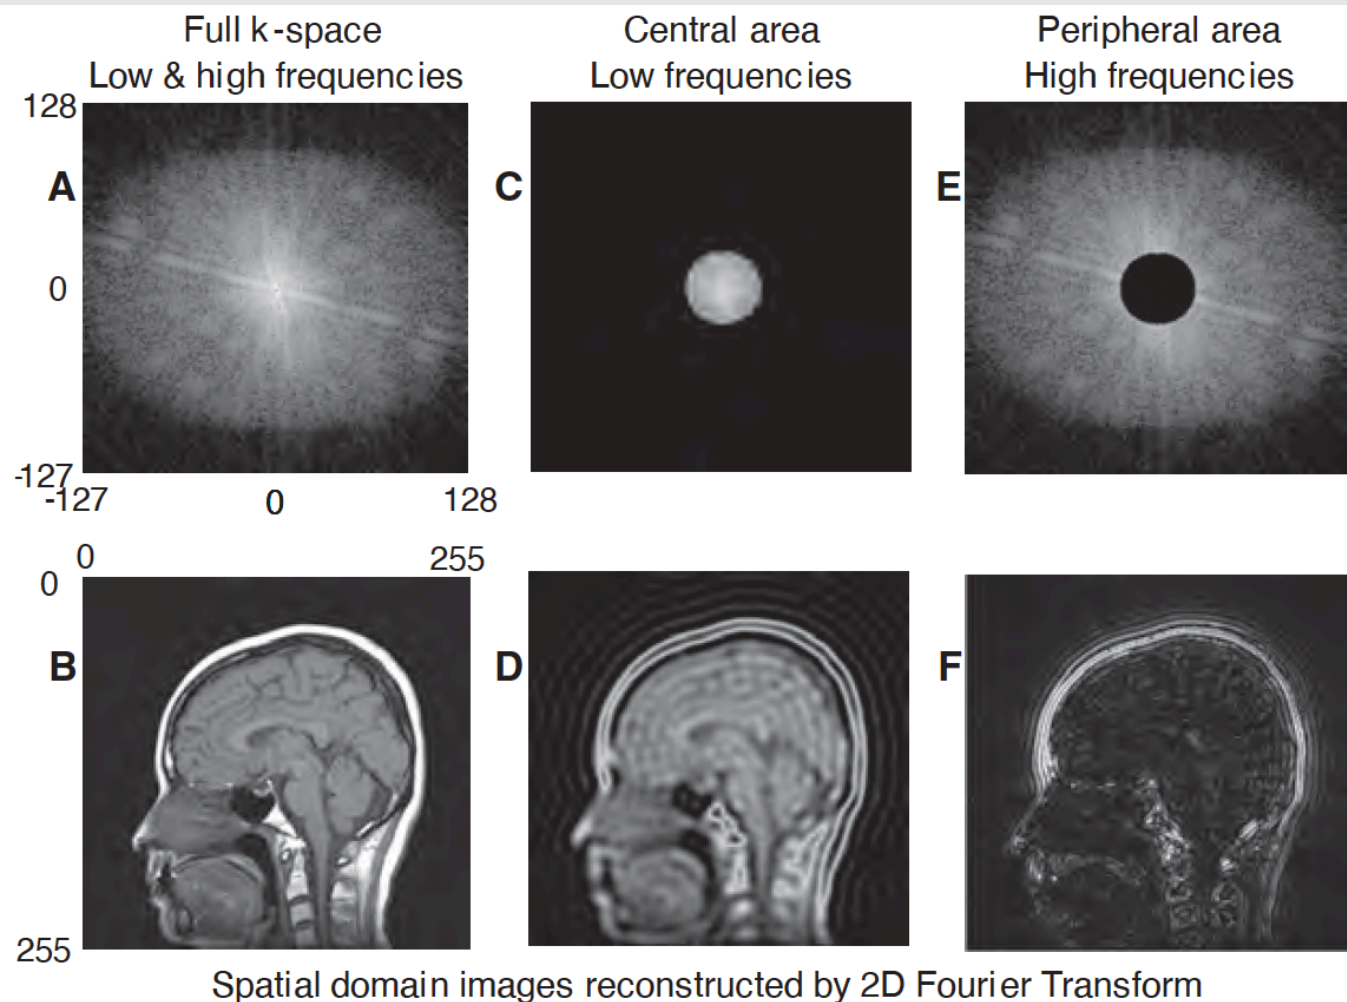 Full k-space
Low & high frequencies
Central area
Low frequencies
Peripheral area
High frequencies
128
A
C
E
0
-127
-127
0
128
0
255
0
B
D
F
255
Spatial domain images reconstructed by 2D Fourier Transform